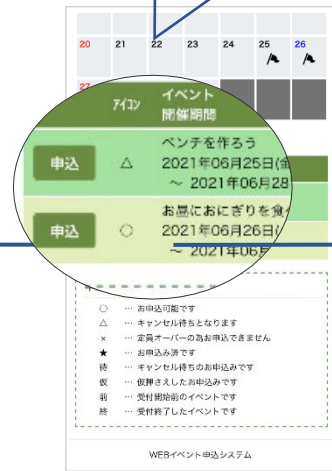 20 21 22 23 24 25 26
27
ｱｲｺﾝ イベント
開催期間
申込 △ ベンチを作ろう
2021年06月25日(金
～ 2021年06月28
申込 ○ お昼におにぎりを食べ
2021年06月26日(
～ 2021年06月
○ … お申込可能です
△ … キャンセル待ちとなります
× … 定員オーバーの為お申込できません
★ … お申込み済です
待 … キャンセル待ちのお申込みです
仮 … 仮押さえしたお申込みです
前 … 受付開始前のイベントです
終 … 受付終了したイベントです
WEBイベント申込システム